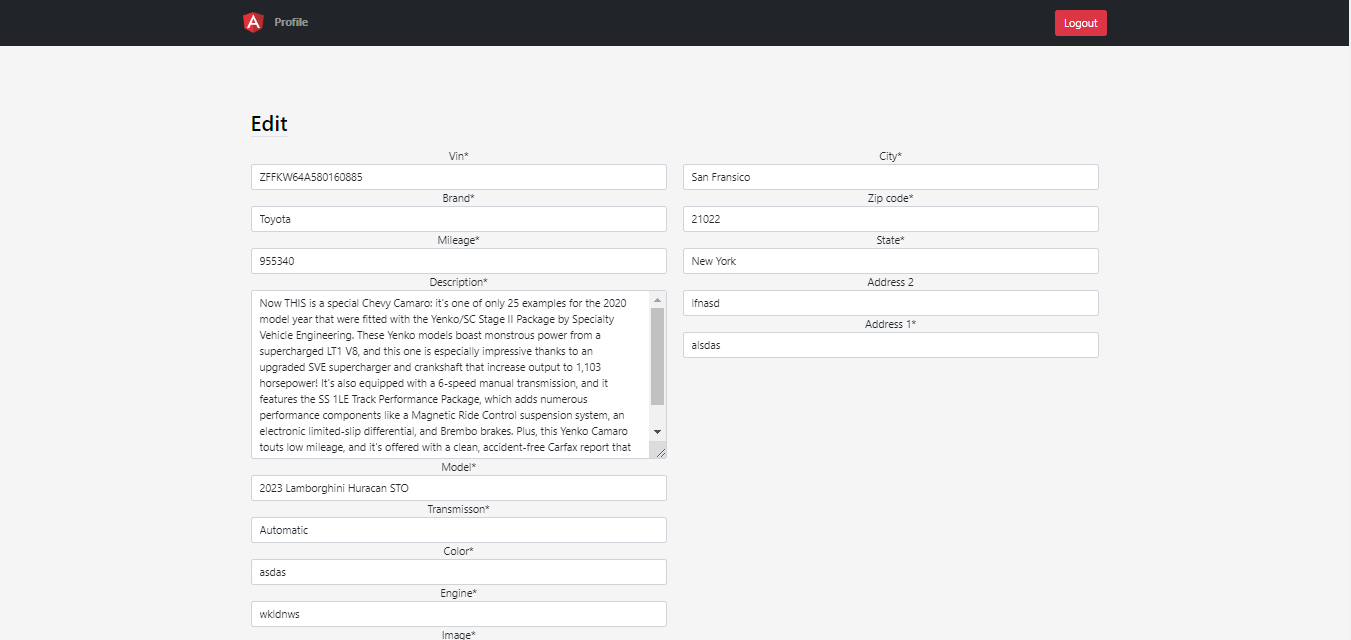 Profile
Logout
Edit
Vin*
ZFFKW64A580160885
Brand*
Toyota
Mileage*
955340
Description*
Now THIS is a special Chevy Camaro: it's one of only 25 examples for the 2020
model year that were fitted with the Yenko/SC Stage II Package by Specialty
Vehicle Engineering. These Yenko models boast monstrous power from a
supercharged LT1 V8, and this one is especially impressive thanks to an
upgraded SVE supercharger and crankshaft that increase output to 1,103
horsepower! It's also equipped with a 6-speed manual transmission, and it
features the SS 1LE Track Performance Package, which adds numerous
performance components like a Magnetic Ride Control suspension system, an
electronic limited-slip differential, and Brembo brakes. Plus, this Yenko Camaro
touts low mileage, and it's offered with a clean, accident-free Carfax report that
Model*
2023 Lamborghini Huracan STO
Transmisson*
Automatic
Color*
asdas
Engine*
wkldnws
Image*
City*
San Fransico
Zip code*
21022
State*
New York
Address 2
lfnasd
Address 1*
alsdas